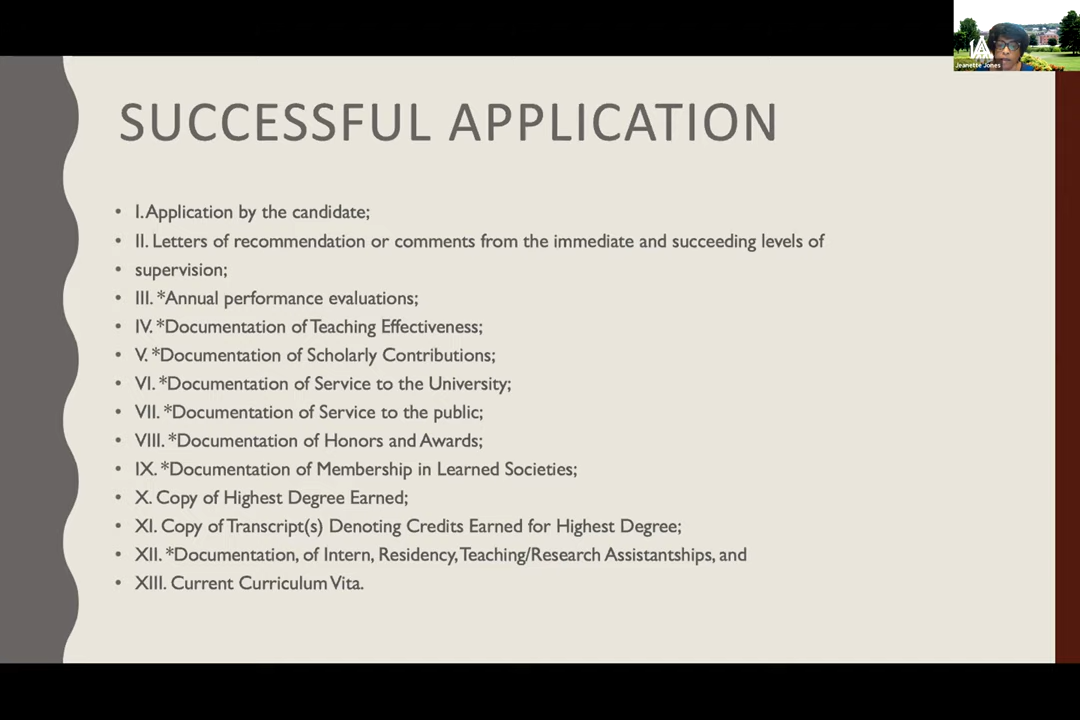 Jeanette Jones
SUCCESSFUL APPLICATION
• I. Application by the candidate;
• II. Letters of recommendation or comments from the immediate and succeeding levels of
• supervision;
• III. *Annual performance evaluations;
• IV. *Documentation of Teaching Effectiveness;
• V. *Documentation of Scholarly Contributions;
• VI. *Documentation of Service to the University;
• VII. *Documentation of Service to the public;
• VIII. *Documentation of Honors and Awards;
• IX. *Documentation of Membership in Learned Societies;
• X. Copy of Highest Degree Earned;
• XI. Copy of Transcript(s) Denoting Credits Earned for Highest Degree;
• XII. *Documentation, of Intern, Residency, Teaching/Research Assistantships, and
• XIII. Current Curriculum Vita.